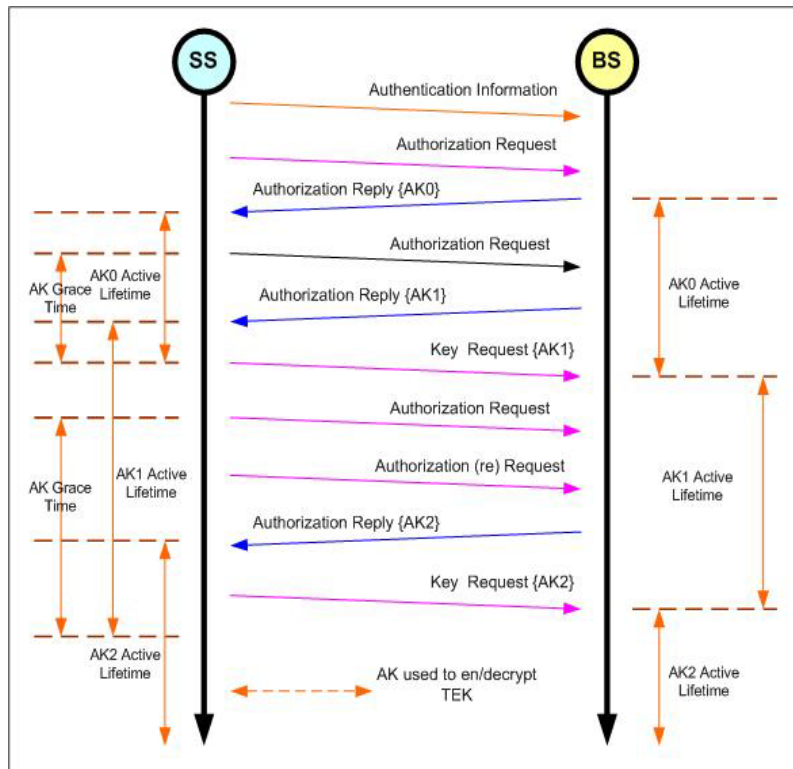 SS
BS
Authentication Information
Authorization Request
Authorization Reply {AK0}
Authorization Request
AK Grace
Time
AK0 Active
Lifetime
AK0 Active
Lifetime
Authorization Reply {AK1}
Key Request {AK1}
Authorization Request
Authorization (re) Request
AK Grace
Time
AK1 Active
Lifetime
AK1 Active
Lifetime
Authorization Reply {AK2}
Key Request {AK2}
AK2 Active
Lifetime
AK used to en/decrypt
TEK
AK2 Active
Lifetime